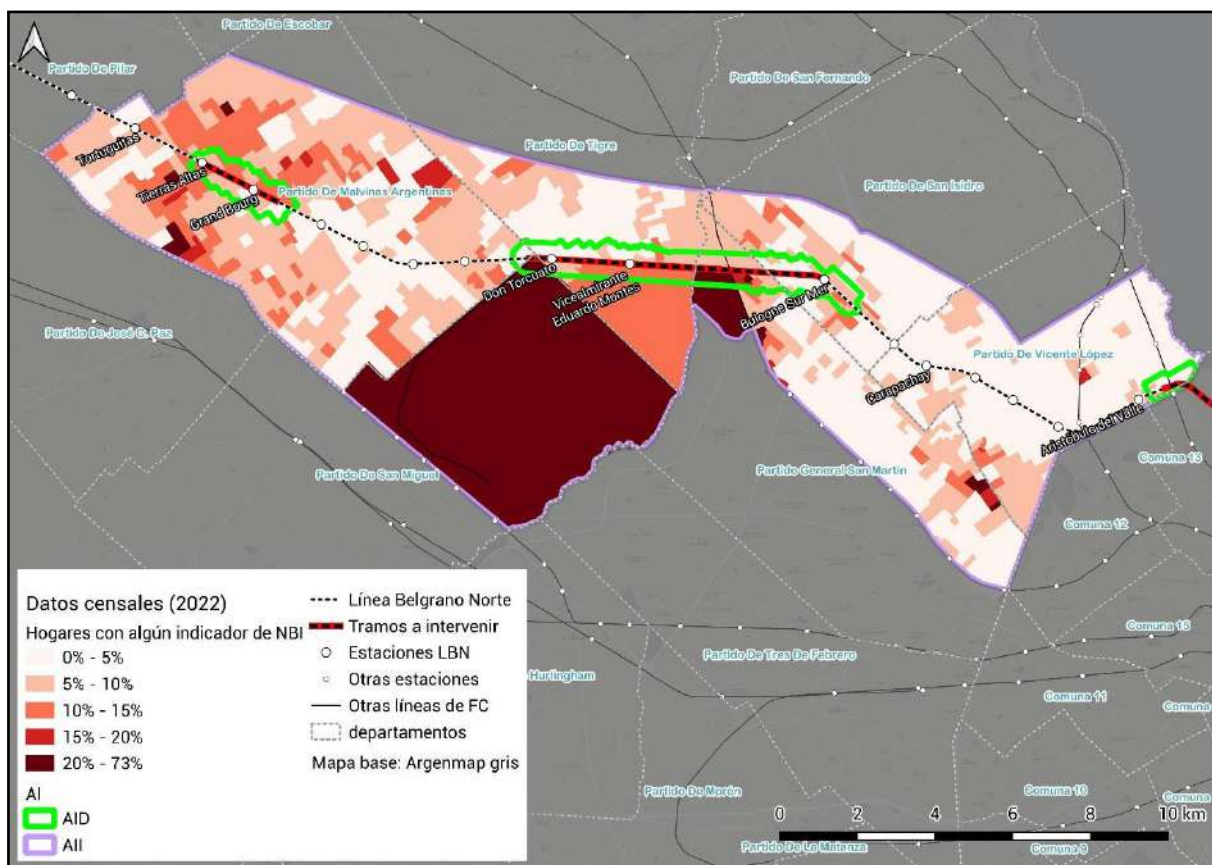 Partido De Escobar
Partido De Pilar
Partido De San Fernando
Tortuguitas
Partido De Tigre
Tierras Altas
Partido De San Isidro
Partido De Malvinas Argentinas
Grand Bourg
Don Torcuato
Vicealmirante
Eduardo Montes
Bulogne Sur Mer
Partido De José C. Paz
Partido De Vicente López
Carapachay
Aristóbulo del Valle
Partido De San Miguel
Partido General San Martín
Comuna 13
Comuna 12
Comuna 15
Partido De Tres De Febrero
Hurlingham
Comuna 11
Comuna
Comuna
Partido De Morón
Comuna 10
Comuna
Partido De La Matanza
Comuna 9
Datos censales (2022)
Hogares con algún indicador de NBI
0% - 5%
5% - 10%
10% - 15%
15% - 20%
20% - 73%
AI
AID
AII
Línea Belgrano Norte
Tramos a intervenir
Estaciones LBN
Otras estaciones
Otras líneas de FC
departamentos
Mapa base: Argenmap gris
0 2 4 6 8 10 km